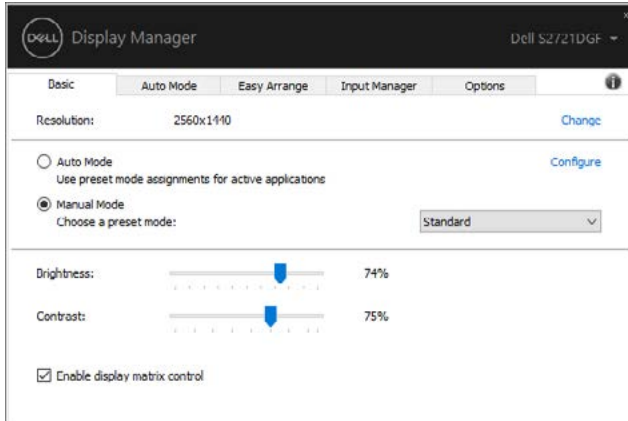 DELL Display Manager Dell S2721DGF
Basic Auto Mode Easy Arrange Input Manager Options
Resolution: 2560x1440 Change
Auto Mode Configure
Use preset mode assignments for active applications
Manual Mode
Choose a preset mode: Standard
Brightness: 74%
Contrast: 75%
Enable display matrix control